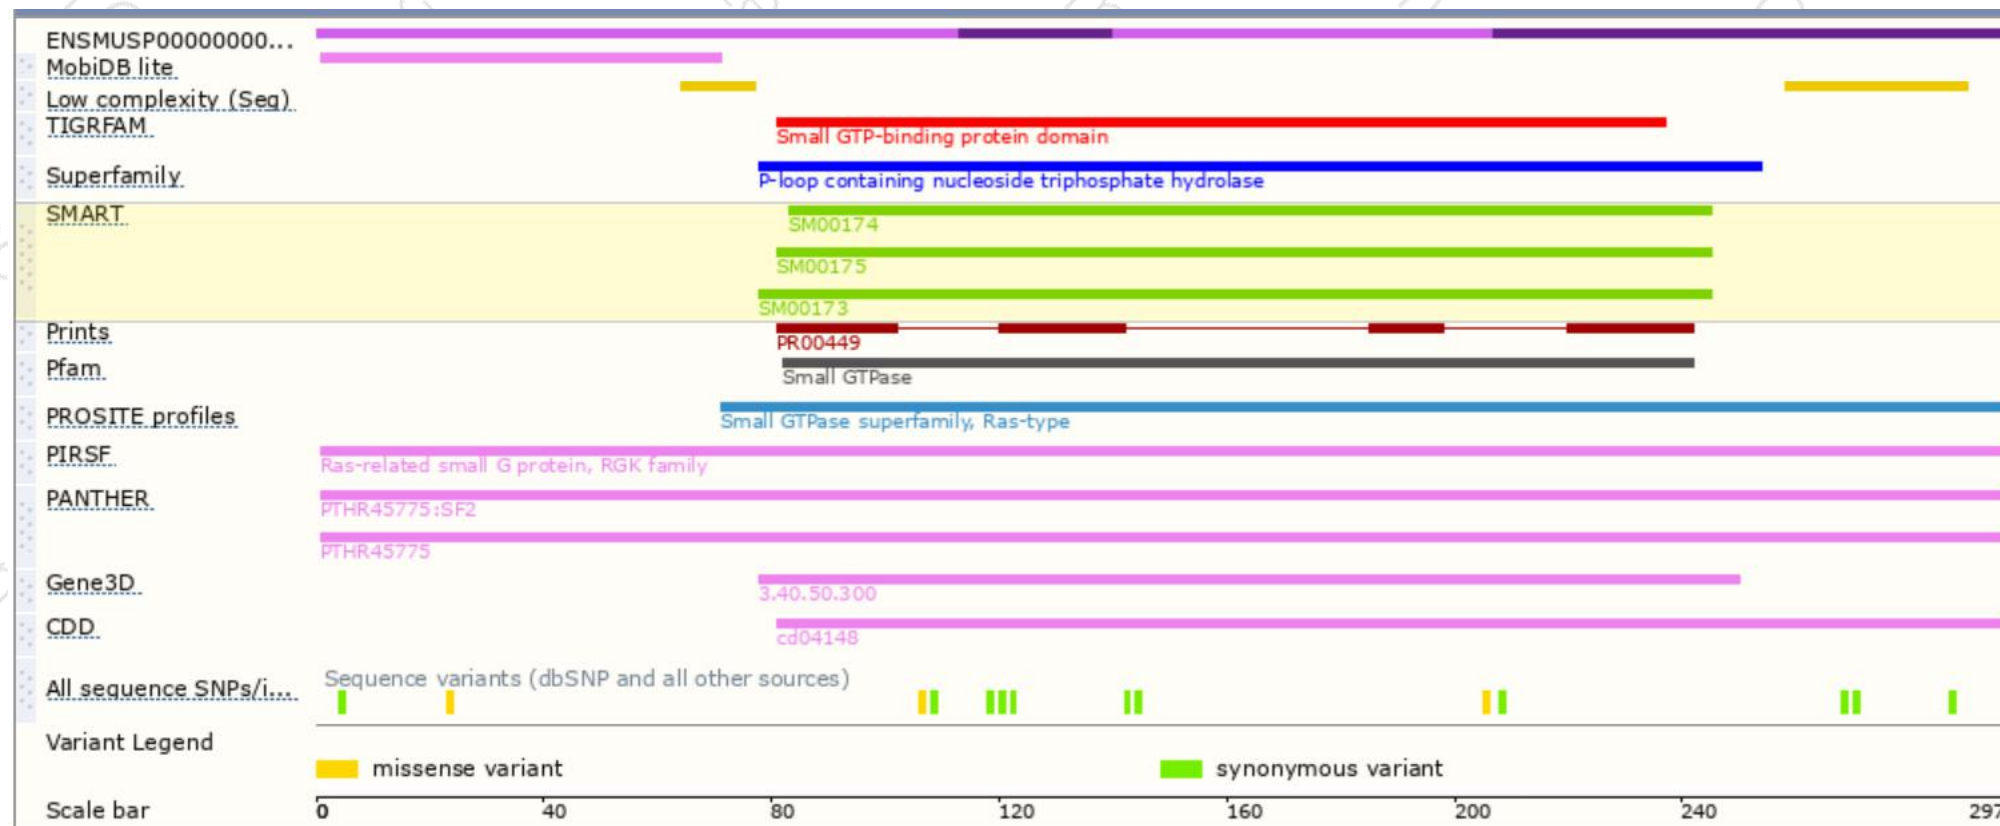 ENSMUSP00000000...
MobiDB lite
Low complexity (Seg)
TIGRFAM
Small GTP-binding protein domain
Superfamily
P-loop containing nucleoside triphosphate hydrolase
SMART
SM00174
SM00175
SM00173
Prints
PR00449
Pfam
Small GTPase
PROSITE profiles
Small GTPase superfamily, Ras-type
PIRSF
Ras-related small G protein, RGK family
PANTHER
PTHR45775:SF2
PTHR45775
Gene3D
3.40.50.300
CDD
cd04148
Sequence variants (dbSNP and all other sources)
All sequence SNPs/i...
Variant Legend
missense variant synonymous variant
Scale bar 0 40 80 120 160 200 240 297